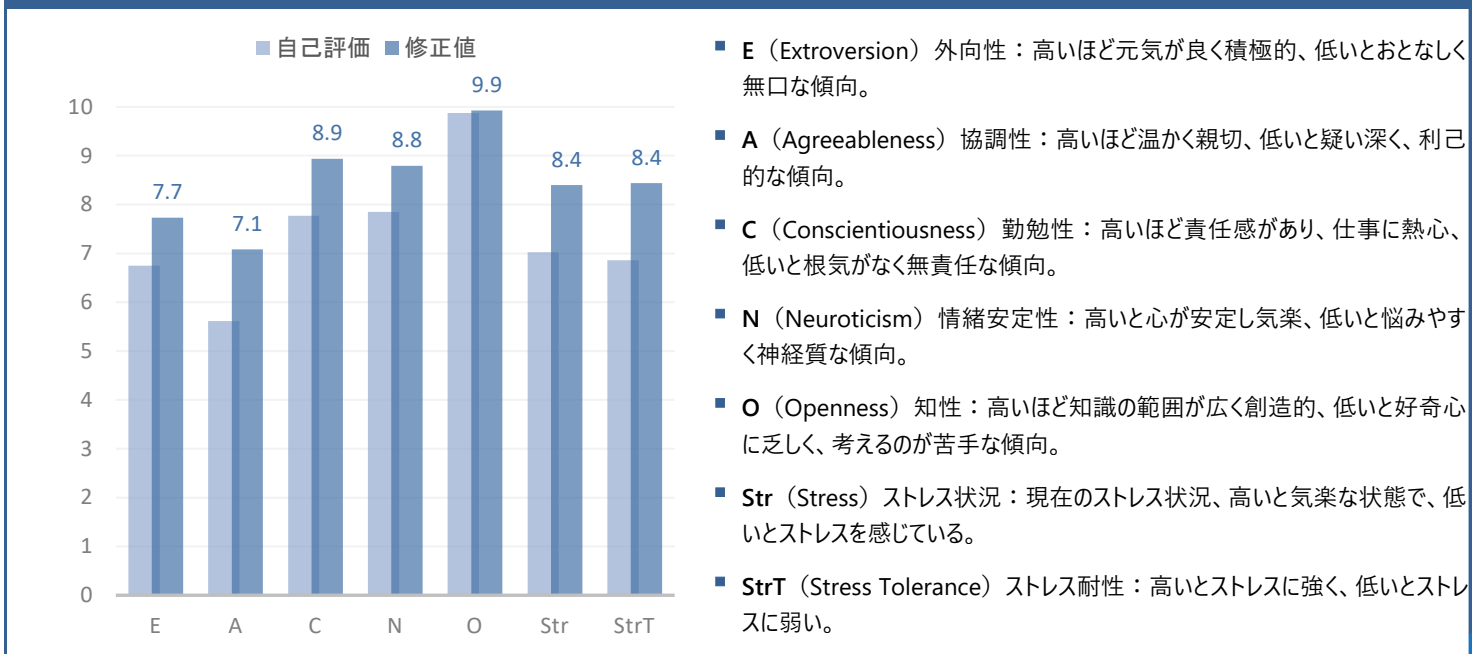 自己評価 修正値
10
9
8
7
6
5
4
3
2
1
0
7.7
7.1
8.9
8.8
9.9
8.4
8.4
E A C N O Str StrT
E（Extroversion）外向性：高いほど元気が良く積極的、低いとおとなしく
無口な傾向。
A（Agreeableness）協調性：高いほど温かく親切、低いと疑い深く、利己
的な傾向。
C（Conscientiousness）勤勉性：高いほど責任感があり、仕事に熱心、
低いと根気がなく無責任な傾向。
N（Neuroticism）情緒安定性：高いと心が安定し気楽、低いと悩みやす
く神経質な傾向。
O（Openness）知性：高いほど知識の範囲が広く創造的、低いと好奇心
に乏しく、考えるのが苦手な傾向。
Str（Stress）ストレス状況：現在のストレス状況、高いと気楽な状態で、低
いとストレスを感じている。
StrT（Stress Tolerance）ストレス耐性：高いとストレスに強く、低いとストレ
スに弱い。